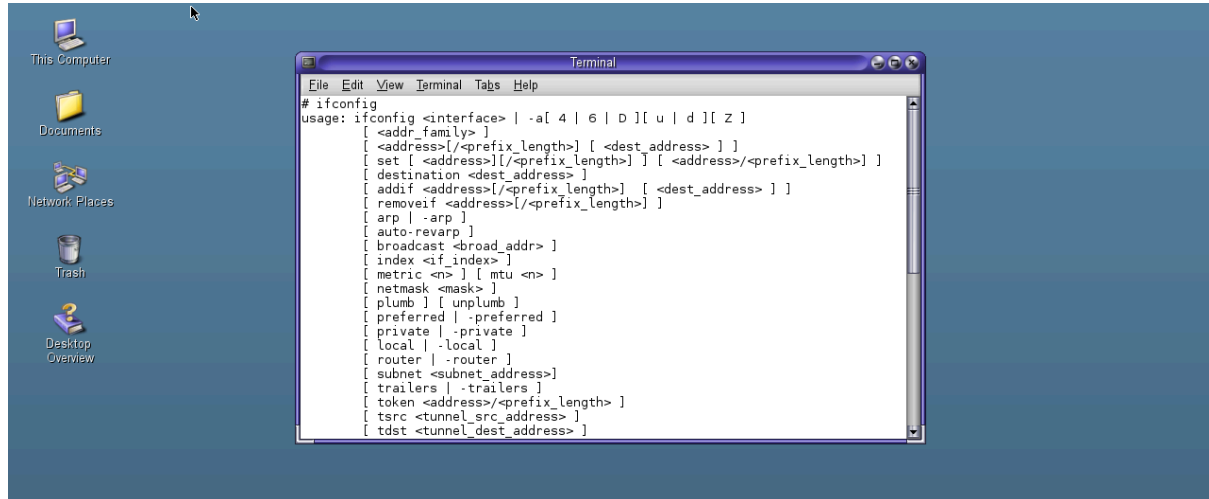 This Computer
Documents
Network Places
Trash
Desktop
Overview
Terminal
File Edit View Terminal Tabs Help
# ifconfig
usage: ifconfig <interface> | -a[ 4 | 6 | D ][ u | d ][ Z ]
[ <addr_family> ]
[ <address>[/<prefix_length>] [ <dest_address> ] ]
[ set [ <address>][/<prefix_length>] ] [ <address>/<prefix_length>] ]
[ destination <dest_address> ]
[ addif <address>[/<prefix_length>]  [ <dest_address> ] ]
[ removeif <address>[/<prefix_length>] ]
[ arp | -arp ]
[ auto-revarp ]
[ broadcast <broad_addr> ]
[ index <if_index> ]
[ metric <n> ] [ mtu <n> ]
[ netmask <mask> ]
[ plumb ] [ unplumb ]
[ preferred | -preferred ]
[ private | -private ]
[ local | -local ]
[ router | -router ]
[ subnet <subnet_address>]
[ trailers | -trailers ]
[ token <address>/<prefix_length> ]
[ tsrc <tunnel_src_address> ]
[ tdst <tunnel_dest_address> ]